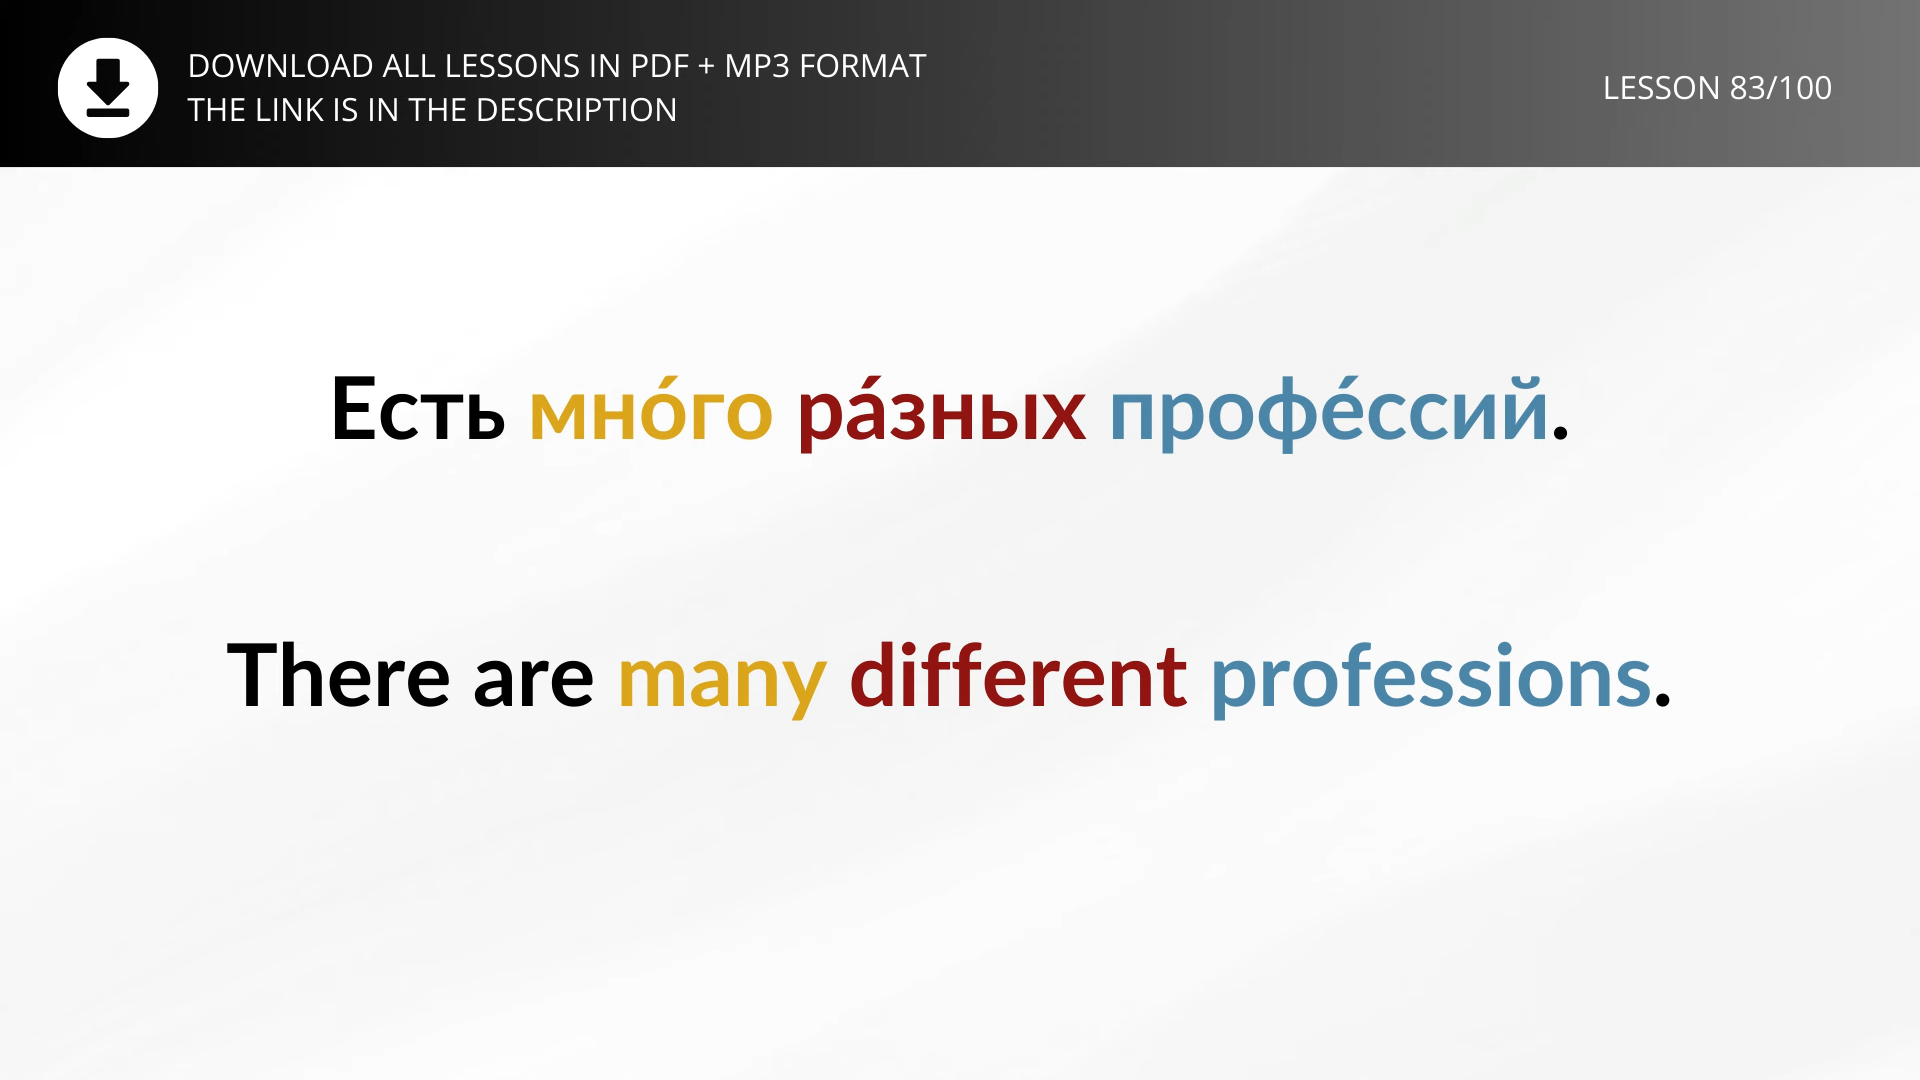 DOWNLOAD ALL LESSONS IN PDF + MP3 FORMAT
THE LINK IS IN THE DESCRIPTION
LESSON 83/100
Есть мно́го ра́зных профе́ссий.
There are many different professions.